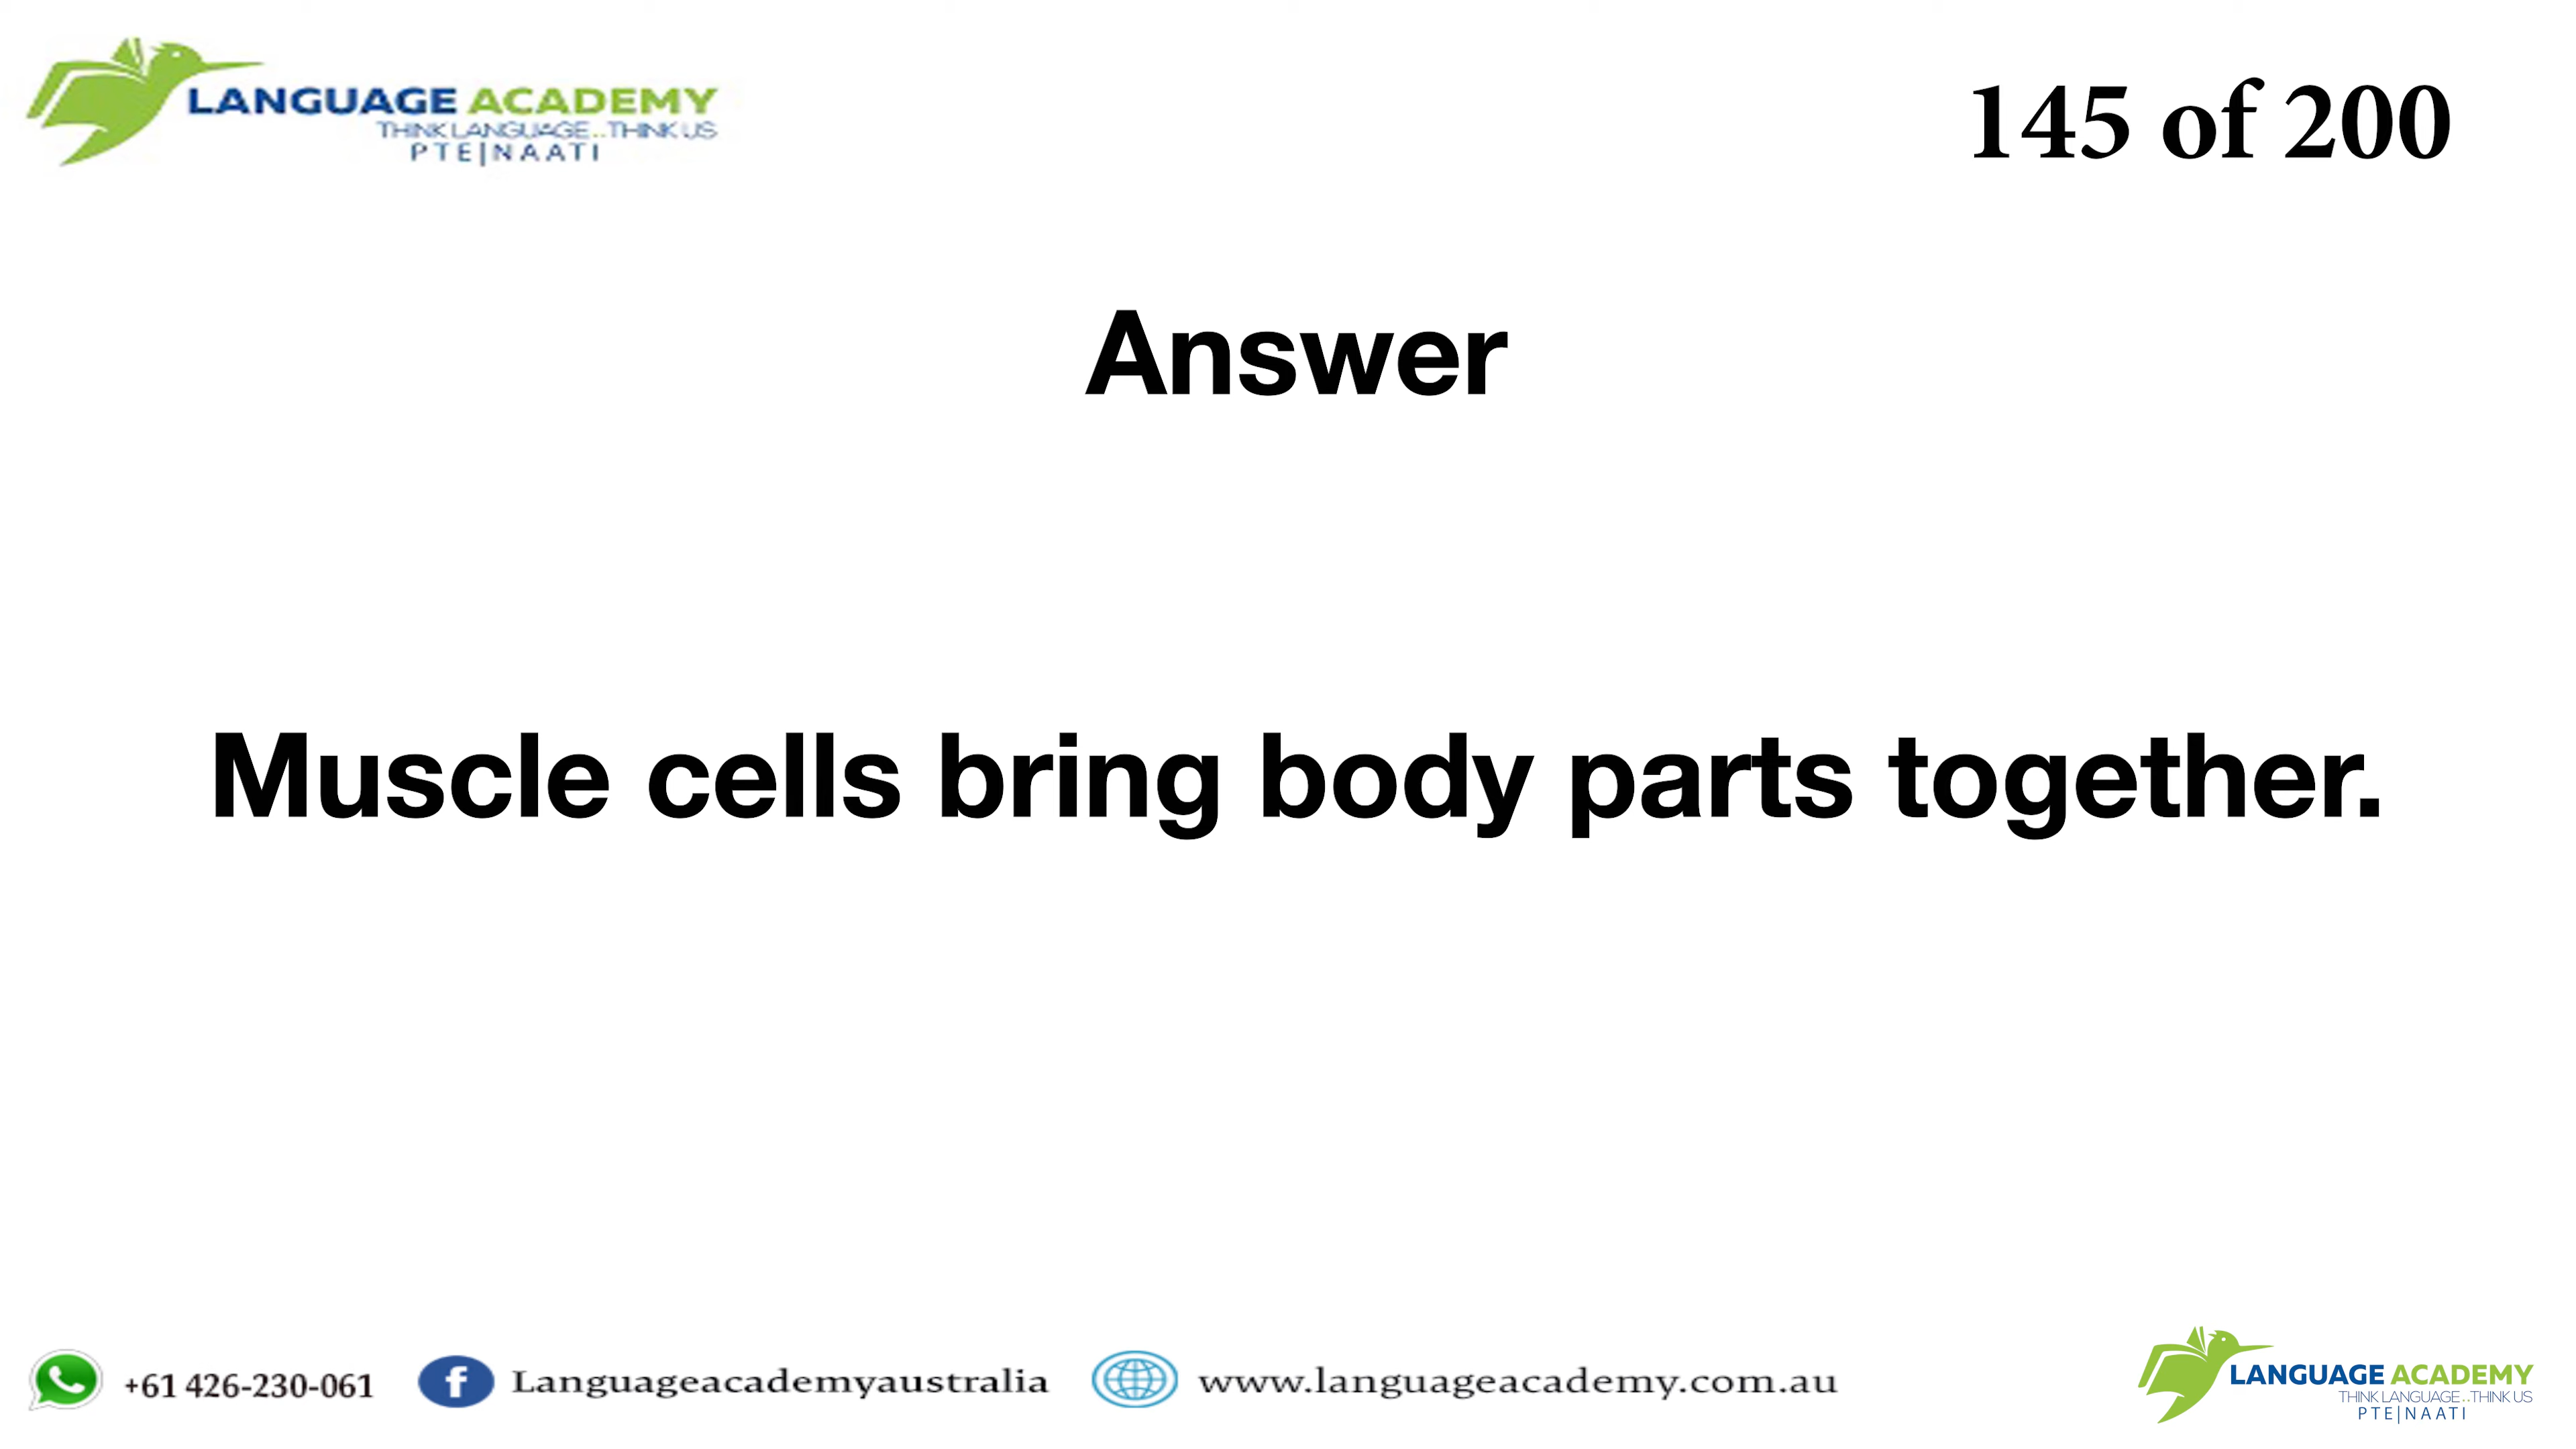 LANGUAGE ACADEMY
THINK LANGUAGE..THINK US
PTE|NAATI
145 of 200
Answer
Muscle cells bring body parts together.
+61 426-230-061
Languageacademyaustralia
www.languageacademy.com.au
LANGUAGE ACADEMY
THINK LANGUAGE..THINK US
PTE|NAATI